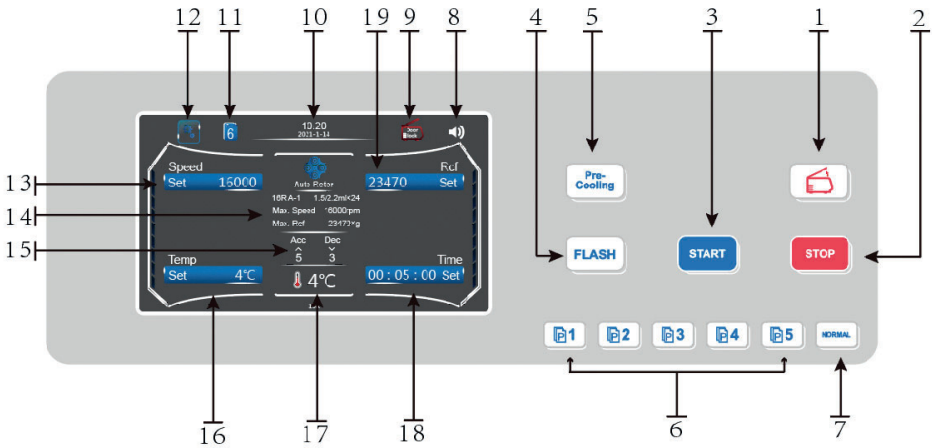 12 11 10 19 9 8 4 5 3 1 2
6
Door
lock
2021-1-14
Speed
Set 16000
Rcf
23470 Set
Auto Rotor
16RA-1 1.5/2.2ml×24
Max. Speed 16000rpm
Max. Rcf 23470×g
Acc Dec
5 3
4℃
Temp
Set 4℃
Time
00 : 05 : 00 Set
13
14
15
Pre-
Cooling
FLASH
START
STOP
P 1 P 2 P 3 P 4 P 5 NORMAL
16 17 18 6 7